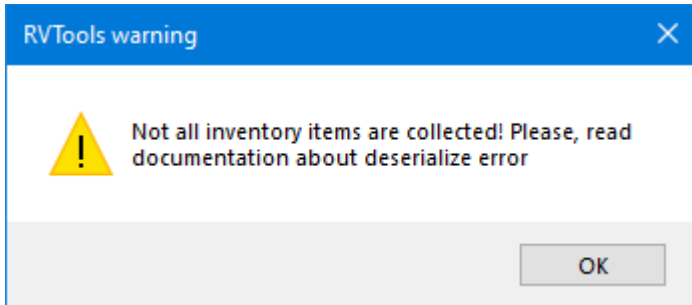 RVTools warning
Not all inventory items are collected! Please, read
documentation about deserialize error
OK